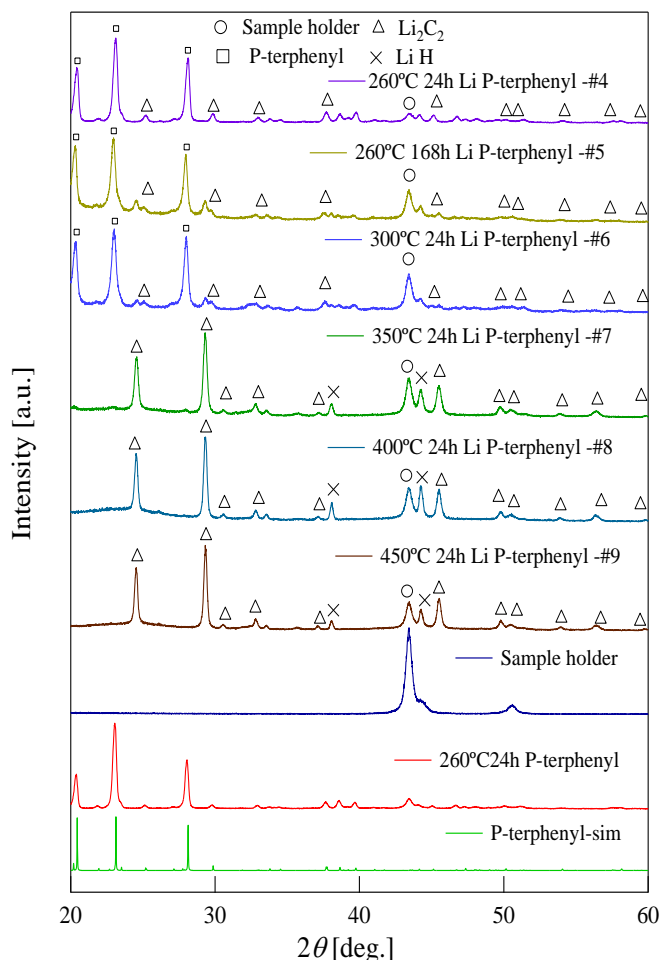 Sample holder Li₂C₂
P-terphenyl Li H
260ºC 24h Li P-terphenyl -#4
260ºC 168h Li P-terphenyl -#5
300ºC 24h Li P-terphenyl -#6
350ºC 24h Li P-terphenyl -#7
400ºC 24h Li P-terphenyl -#8
450ºC 24h Li P-terphenyl -#9
Sample holder
260ºC24h P-terphenyl
P-terphenyl-sim
Intensity [a.u.]
20 30 40 50 60
2θ [deg.]